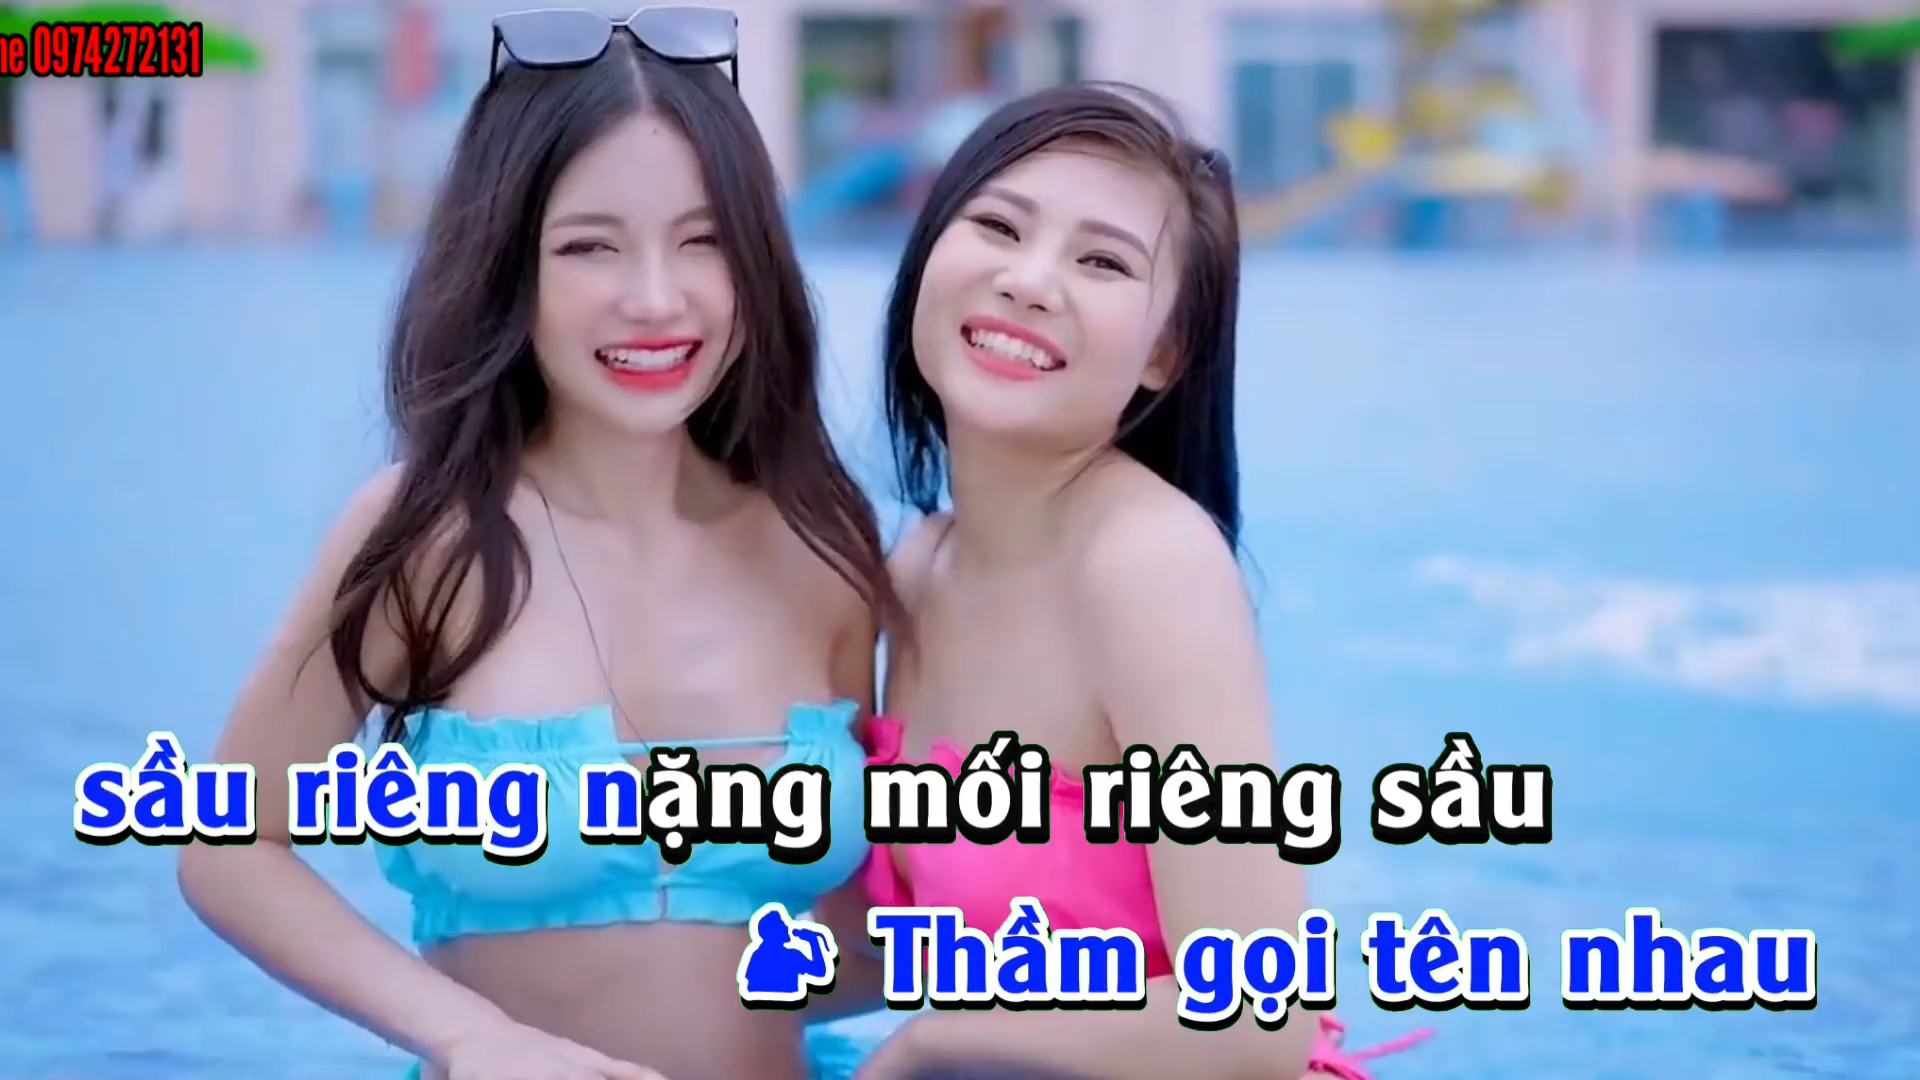 0974272131
sầu riêng nặng mối riêng sầu
Thầm gọi tên nhau